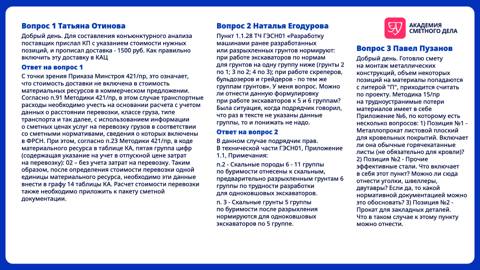 Вопрос 1 Татьяна Отинова
Добрый день. Для составления конъюнктурного анализа
поставщик прислал КП с указанием стоимости нужных
позиций, и прописал доставка - 1500 руб. Как правильно
включить эту доставку в КАЦ
Ответ на вопрос 1
С точки зрения Приказа Минстроя 421/пр, это означает,
что стоимость доставки не включена в стоимость
материальных ресурсов в коммерческом предложении.
Согласно п.91 Методики 421/пр, в этом случае транспортные
расходы необходимо учесть на основании расчета с учетом
данных о расстоянии перевозки, классе груза, типе
транспорта и так далее, с использованием информации
о сметных ценах услуг на перевозку грузов в соответствии
со сметными нормативами, сведения о которых включены
в ФРСН. При этом, согласно п.23 Методики 421/пр, в коде
материального ресурса в таблице КА, пятая группа цифр
(содержащая указание на учет в отпускной цене затрат
на перевозку): 02 - без учета затрат на перевозку. Таким
образом, после определения стоимости перевозки одной
единицы материального ресурса, необходимо эти данные
внести в графу 14 таблицы КА. Расчет стоимости перевозки
также необходимо приложить к пакету сметной
документации.
Вопрос 2 Наталья Егодурова
Пункт 1.1.28 ТЧ ГЭСН01 «Разработку
машинами ранее разработанных
или разрыхленных грунтов нормируют:
при работе экскаваторов по нормам
для грунтов на одну группу ниже (грунты 2
по 1; 3 по 2; 4 по 3); при работе скреперов,
бульдозеров и грейдеров - по тем же
группам грунтов». У меня вопрос. Можно
ли отнести данную формулировку
при работе экскаваторов к 5 и 6 группам?
Была ситуация, когда подрядчик говорил,
что раз в тексте не указаны данные
группы, то и понижать не надо.
Ответ на вопрос 2
В данном случае подрядчик прав.
В технической части ГЭСН01, Приложение
1.1, Примечания:
п.2 - Скальные породы 6 - 11 группы
по буримости отнесены к скальным,
предварительно разрыхленным грунтам 6
группы по трудности разработки
для одноковшовых экскаваторов.
п. 3 - Скальные грунты 5 группы
по буримости после разрыхления
нормируются для одноковшовых
экскаваторов по 5 группе.
АКАДЕМИЯ
СМЕТНОГО ДЕЛА
Вопрос 3 Павел Пузанов
Добрый день. Готовлю смету
на монтаж металлических
конструкций, объем некоторых
позиций на материалы попадаются
с литерой "П", приходится считать
по проекту. Методика 15/пр
на трудноустранимые потери
материалов имеет в себе
Приложение №6, по которому есть
несколько вопросов: 1) Позиция №1 -
Металлопрокат листовой плоский
для кровельных покрытий. Включает
ли она обычные горячекатанные
листы (не обязательно для кровли)?
2) Позиция №2 - Прочие
эффективные стали. Что включает
в себя этот пункт? Можно ли сюда
отнести уголки, швеллеры,
двутавры? Если да, то какой
нормативной документацией можно
это обосновать? 3) Позиция №2 -
Прокат для закладных деталей.
Что в таком случае к этому пункту
можно отнести.